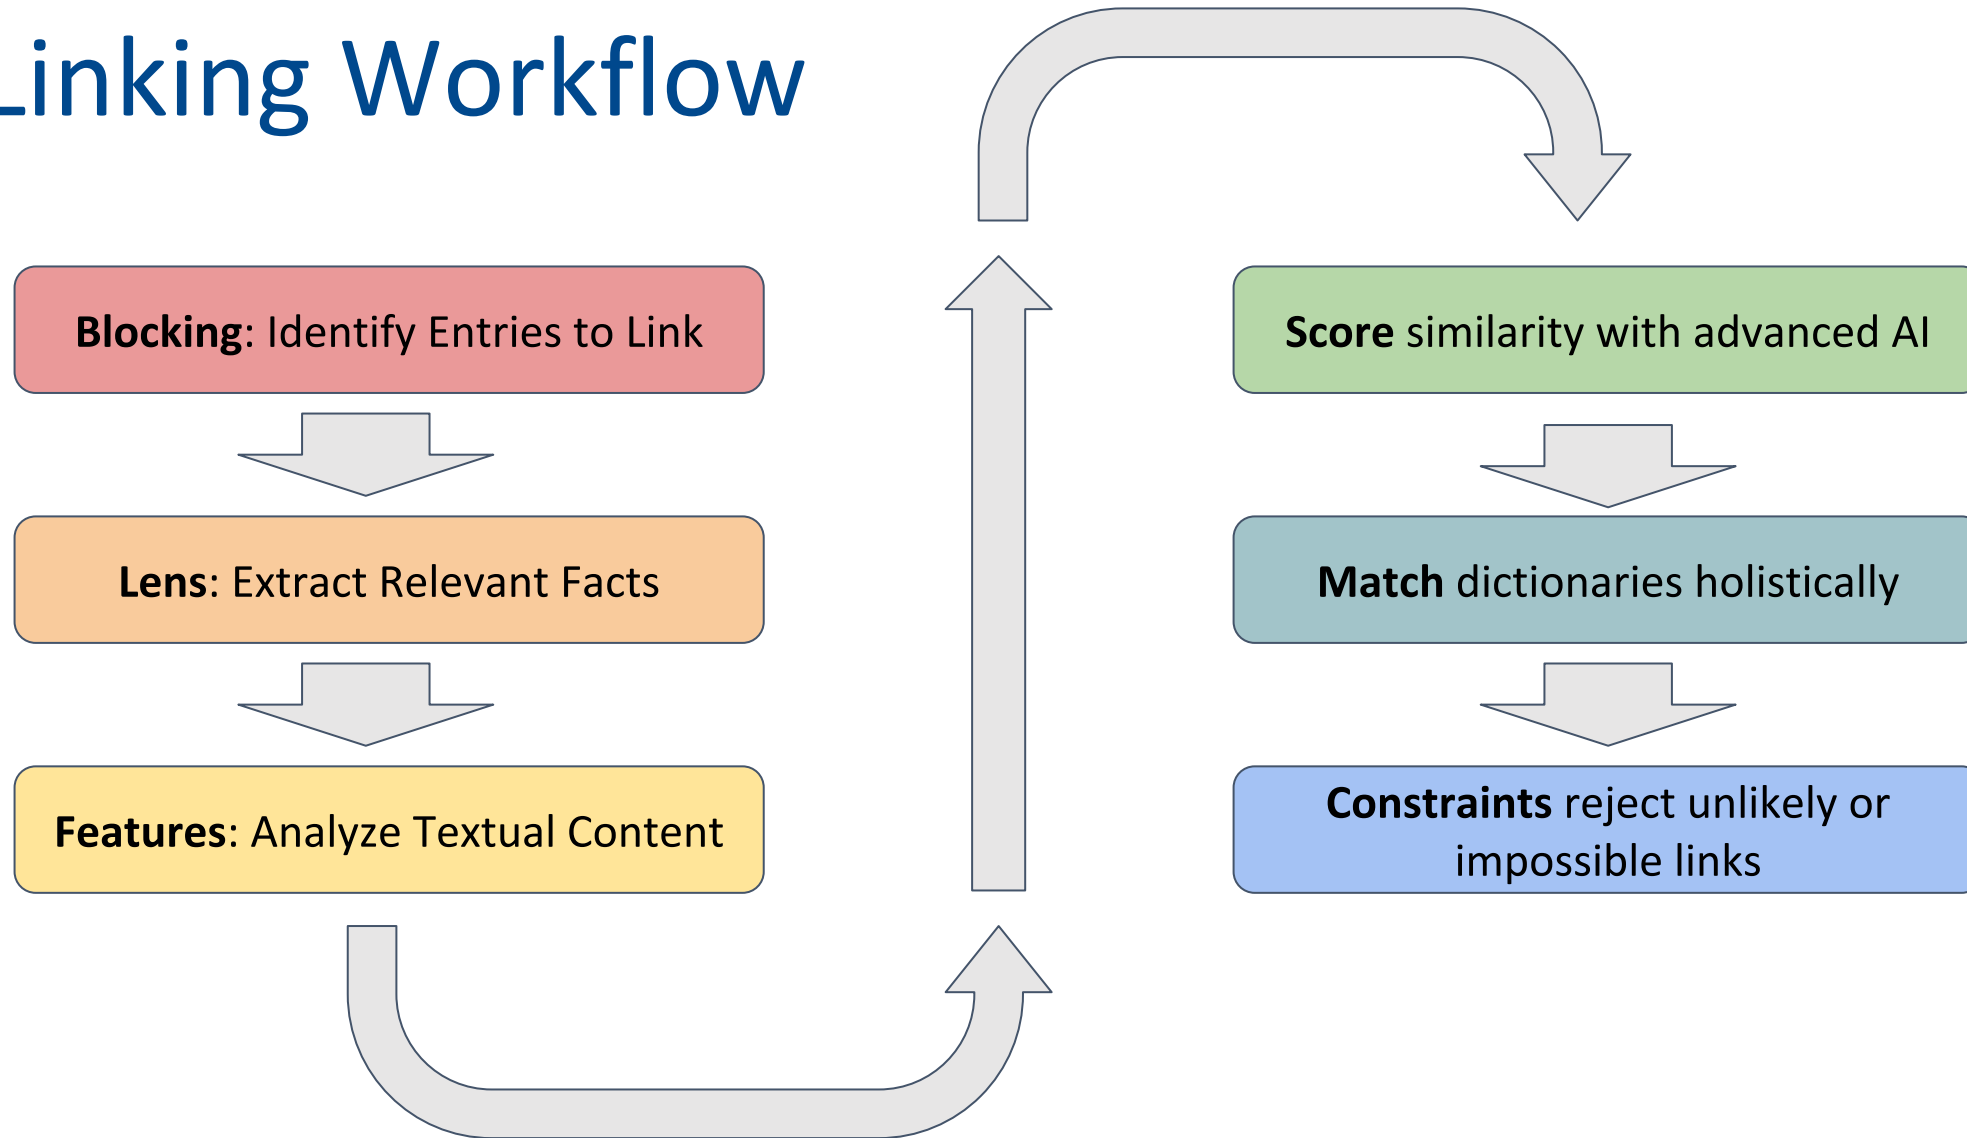 Linking Workflow
Blocking: Identify Entries to Link
Lens: Extract Relevant Facts
Features: Analyze Textual Content
Score similarity with advanced AI
Match dictionaries holistically
Constraints reject unlikely or
impossible links